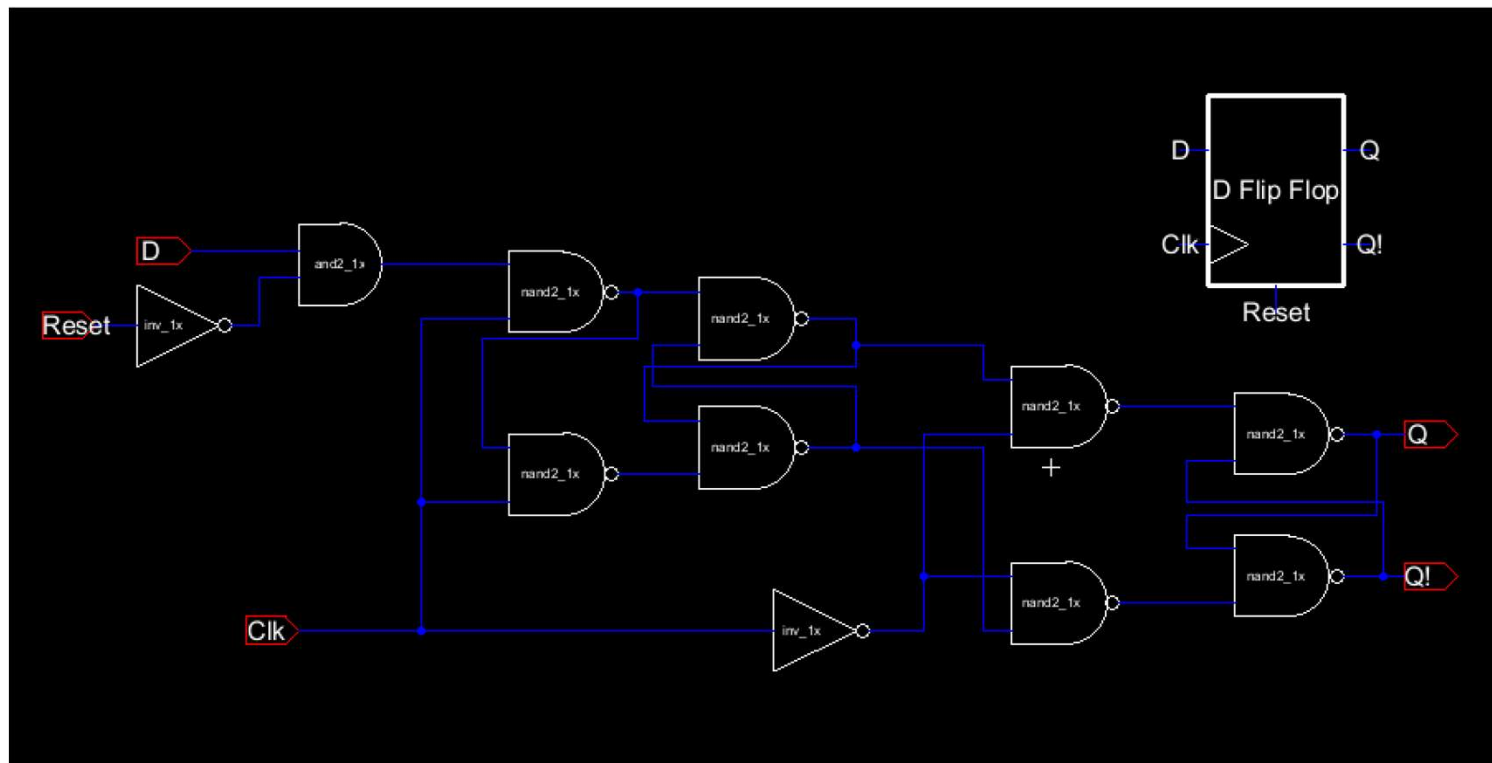 D
Q
D Flip Flop
Clk
Q!
Reset
D
and2_1x
nand2_1x
nand2_1x
Reset
inv_1x
nand2_1x
nand2_1x
Q
nand2_1x
nand2_1x
Q!
nand2_1x
nand2_1x
Clk
inv_1x